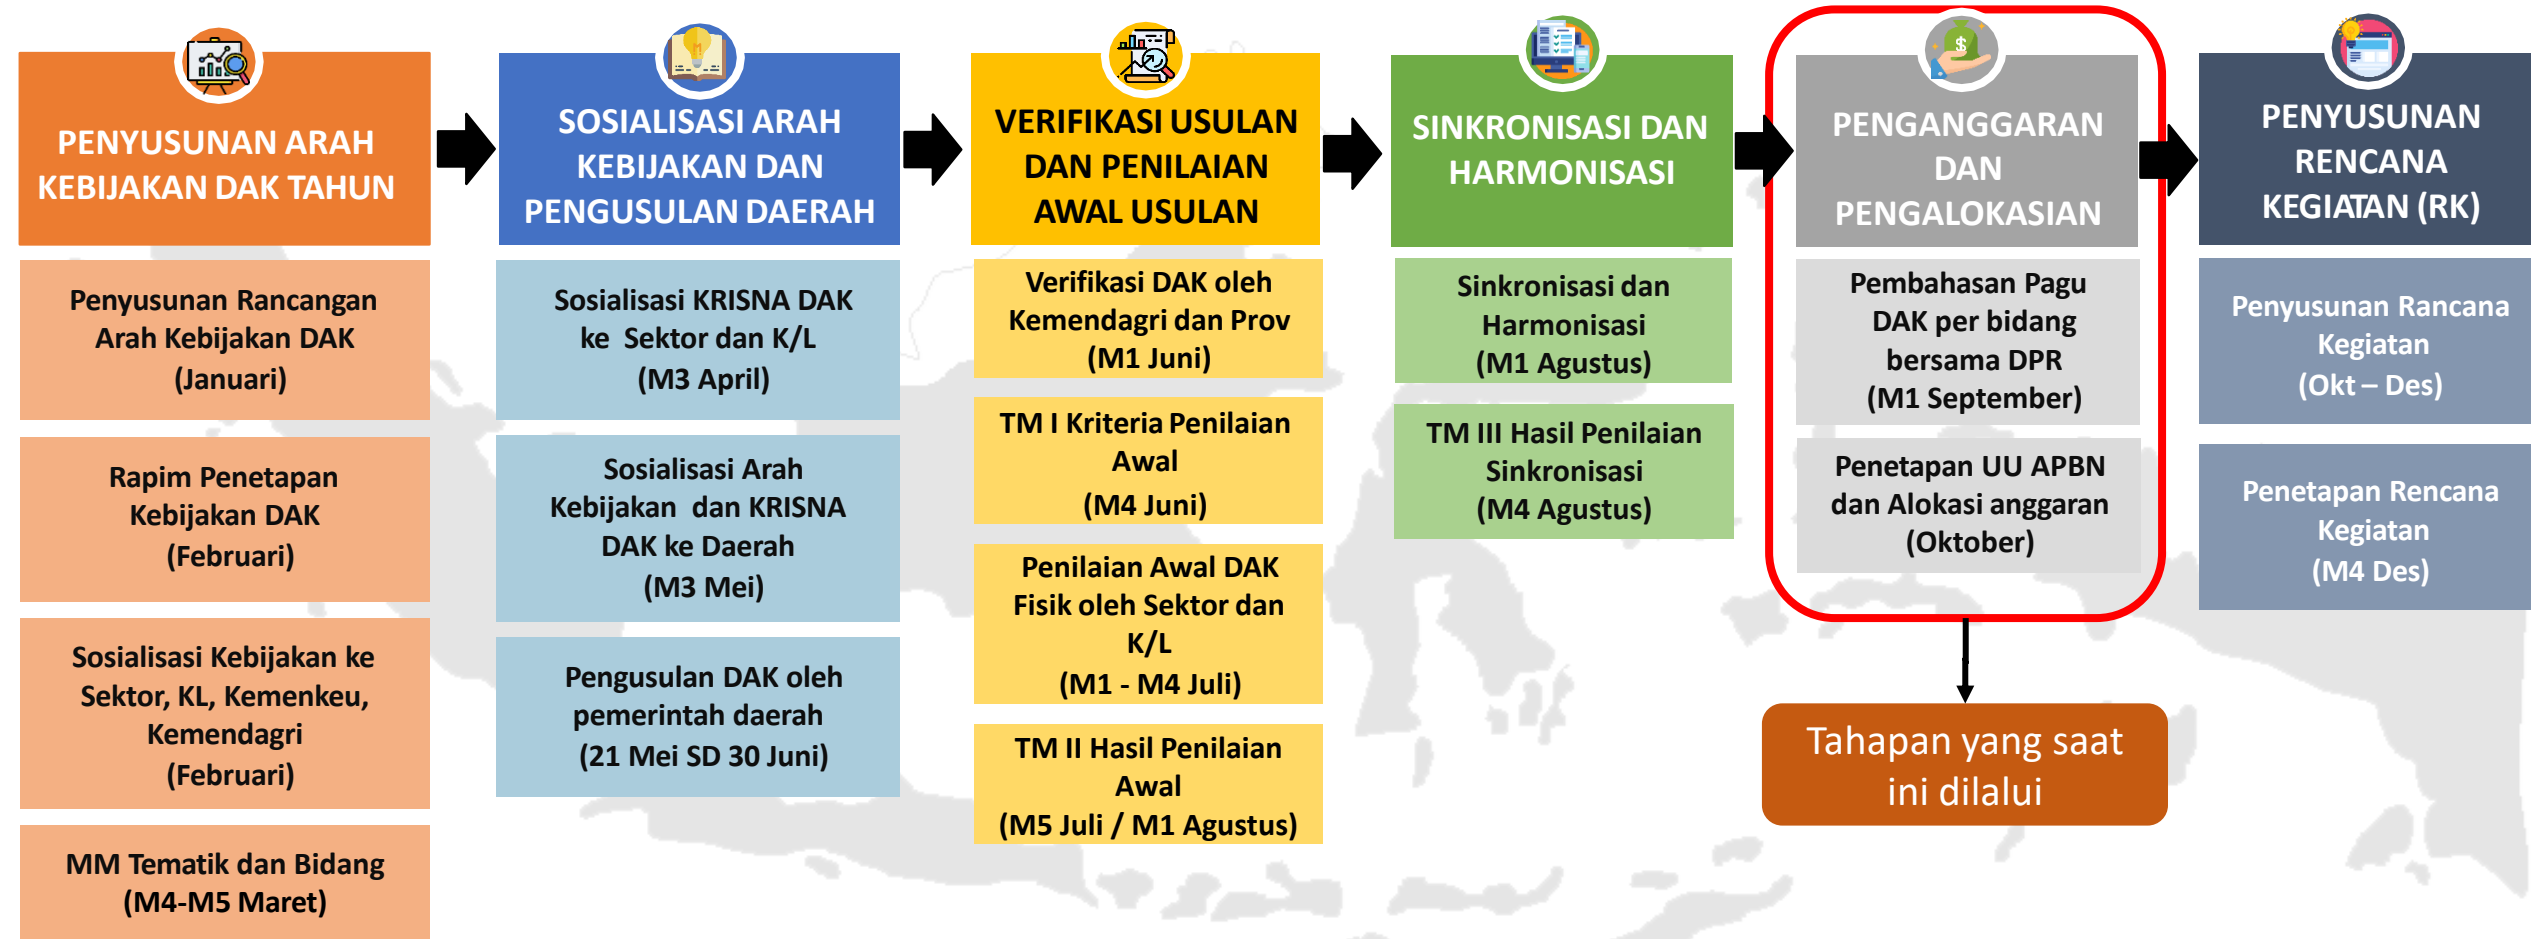 PENYUSUNAN ARAH
KEBIJAKAN DAK TAHUN
Penyusunan Rancangan
Arah Kebijakan DAK
(Januari)
Rapim Penetapan
Kebijakan DAK
(Februari)
Sosialisasi Kebijakan ke
Sektor, KL, Kemenkeu,
Kemendagri
(Februari)
MM Tematik dan Bidang
(M4-M5 Maret)
SOSIALISASI ARAH
KEBIJAKAN DAN
PENGUSULAN DAERAH
Sosialisasi KRISNA DAK
ke Sektor dan K/L
(M3 April)
Sosialisasi Arah
Kebijakan dan KRISNA
DAK ke Daerah
(M3 Mei)
Pengusulan DAK oleh
pemerintah daerah
(21 Mei SD 30 Juni)
VERIFIKASI USULAN
DAN PENILAIAN
AWAL USULAN
Verifikasi DAK oleh
Kemendagri dan Prov
(M1 Juni)
TM I Kriteria Penilaian
Awal
(M4 Juni)
Penilaian Awal DAK
Fisik oleh Sektor dan
K/L
(M1 - M4 Juli)
TM II Hasil Penilaian
Awal
(M5 Juli / M1 Agustus)
SINKRONISASI DAN
HARMONISASI
Sinkronisasi dan
Harmonisasi
(M1 Agustus)
TM III Hasil Penilaian
Sinkronisasi
(M4 Agustus)
PENGANGGARAN
DAN
PENGALOKASIAN
Pembahasan Pagu
DAK per bidang
bersama DPR
(M1 September)
Penetapan UU APBN
dan Alokasi anggaran
(Oktober)
Tahapan yang saat
ini dilalui
PENYUSUNAN
RENCANA
KEGIATAN (RK)
Penyusunan Rancana
Kegiatan
(Okt – Des)
Penetapan Rencana
Kegiatan
(M4 Des)